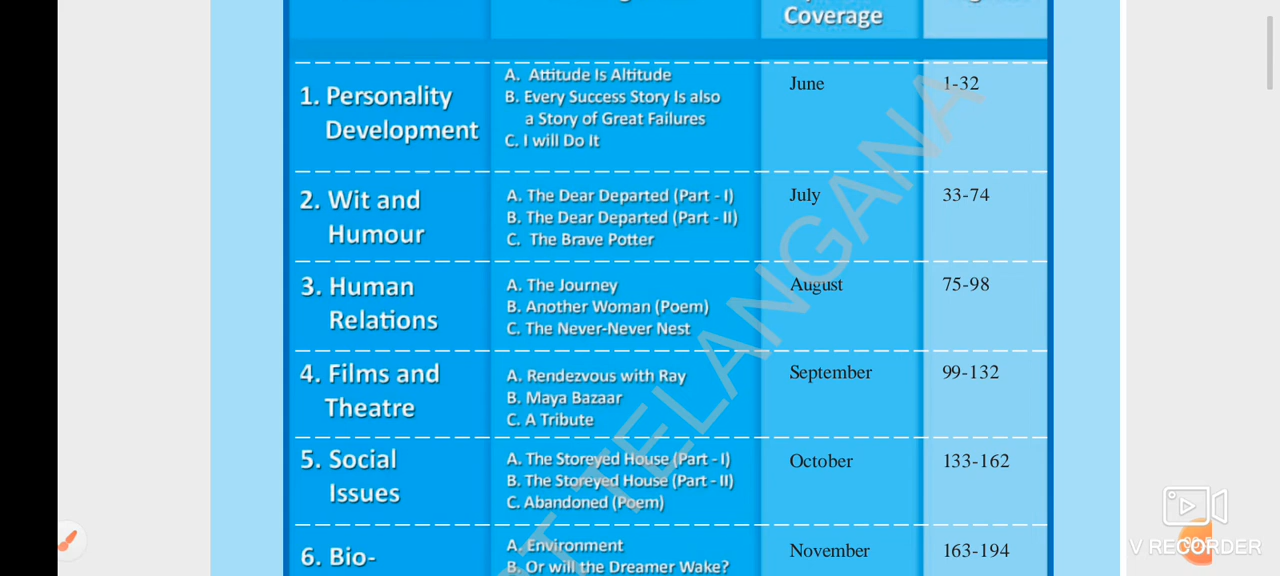 Coverage
1. Personality
Development
A. Attitude Is Altitude
B. Every Success Story Is also
a Story of Great Failures
C. I will Do It
June
1-32
2. Wit and
Humour
A. The Dear Departed (Part - I)
B. The Dear Departed (Part - II)
C. The Brave Potter
July
33-74
3. Human
Relations
A. The Journey
B. Another Woman (Poem)
C. The Never-Never Nest
August
75-98
4. Films and
Theatre
A. Rendezvous with Ray
B. Maya Bazaar
C. A Tribute
September
99-132
5. Social
Issues
A. The Storeyed House (Part - I)
B. The Storeyed House (Part - II)
C. Abandoned (Poem)
October
133-162
6. Bio-
A. Environment
B. Or will the Dreamer Wake?
November
163-194
TELANGANA
V RECORDER